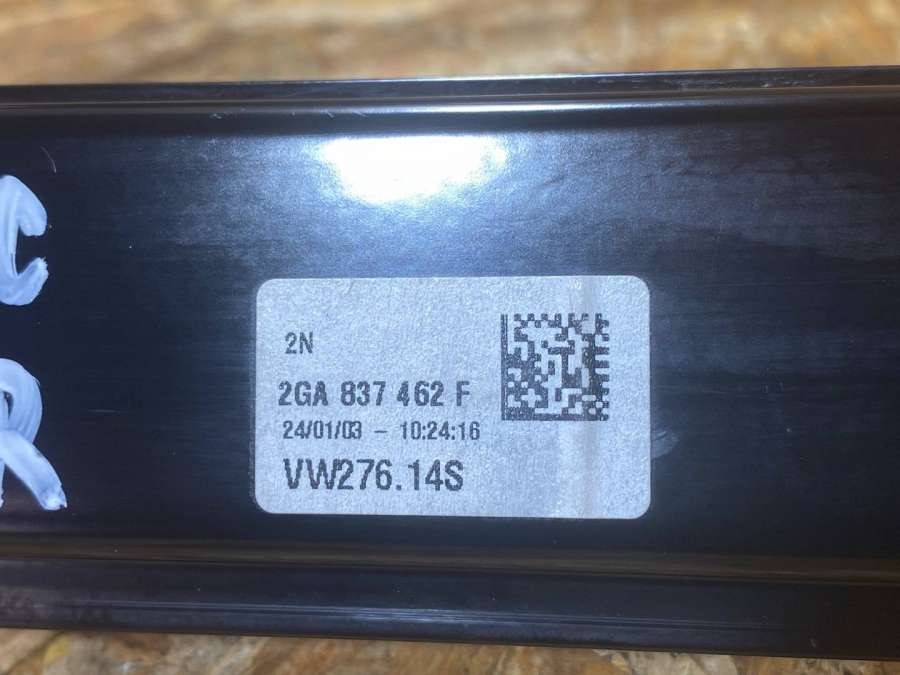 C
R
2N
2GA 837 462 F
24/01/03 - 10:24:16
VW276.14S